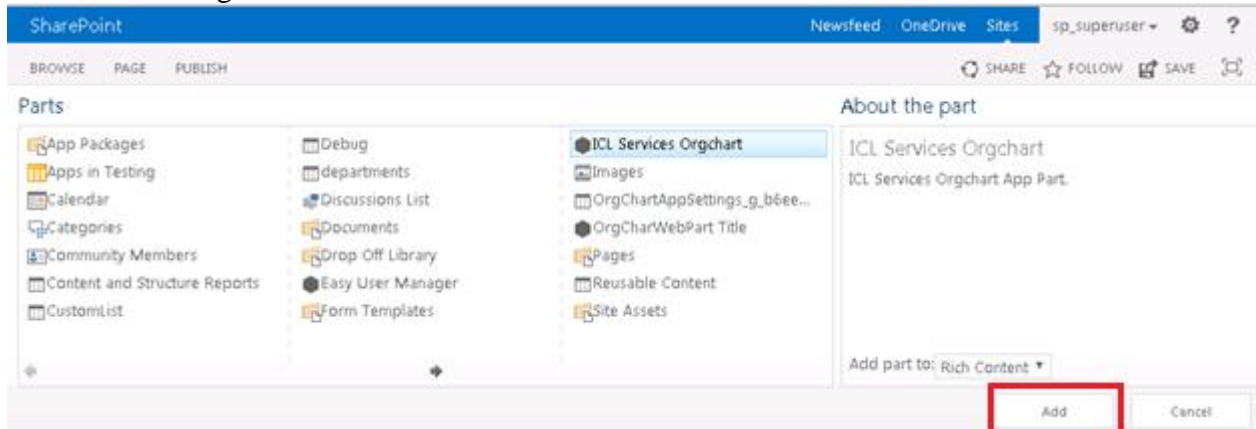 SharePoint
Newsfeed OneDrive Sites sp_superuser ?
BROWSE PAGE PUBLISH
SHARE FOLLOW SAVE
Parts
App Packages
Apps in Testing
Calendar
Categories
Community Members
Content and Structure Reports
CustomList
Debug
departments
Discussions List
Documents
Drop Off Library
Easy User Manager
Form Templates
ICL Services Orgchart
Images
OrgChartAppSettings_g_b6ee...
OrgCharWebPart Title
Pages
Reusable Content
Site Assets
About the part
ICL Services Orgchart
ICL Services Orgchart App Part.
Add part to: Rich Content
Add Cancel